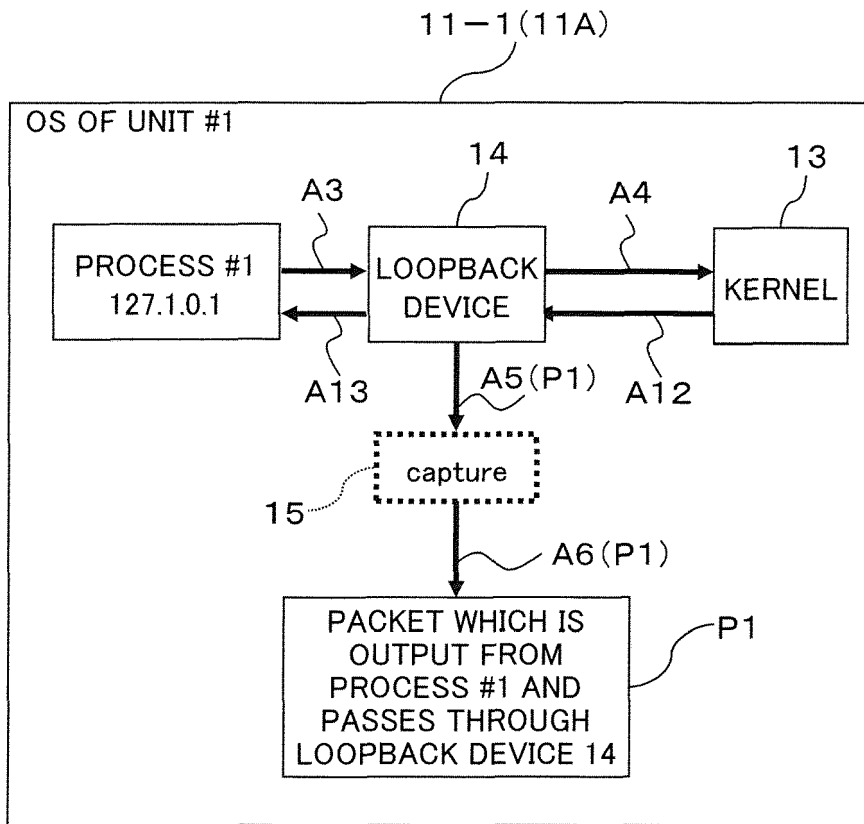 11-1(11A)
OS OF UNIT #1
14
13
A3
A4
PROCESS #1
127.1.0.1
LOOPBACK
DEVICE
KERNEL
A13
A5(P1)
A12
capture
15
A6(P1)
PACKET WHICH IS
OUTPUT FROM
PROCESS #1 AND
PASSES THROUGH
LOOPBACK DEVICE 14
P1